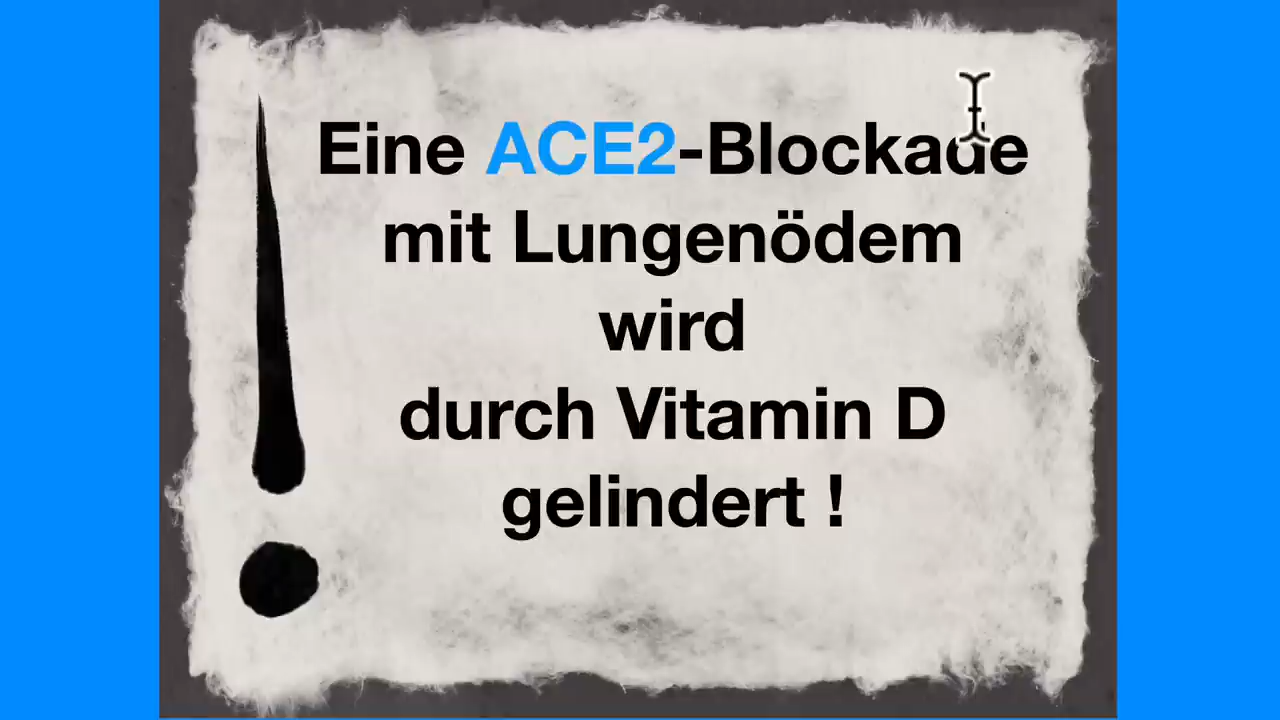 Eine ACE2-Blockade
mit Lungenödem
wird
durch Vitamin D
gelindert !